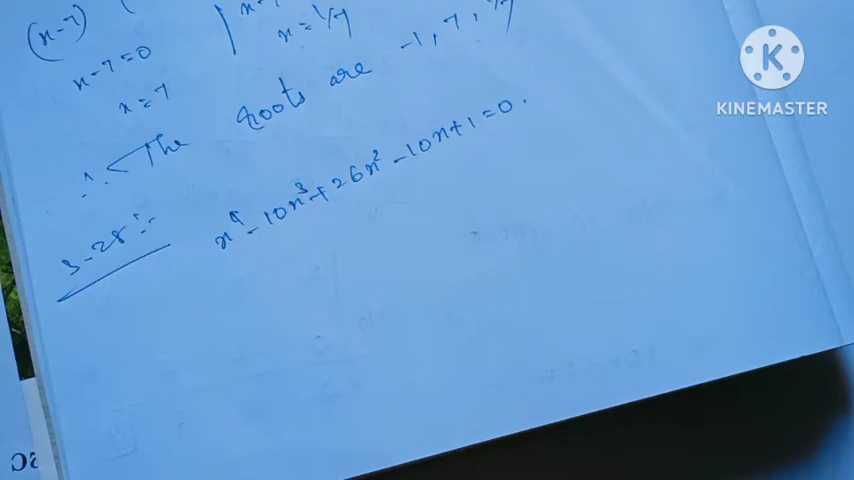 (x-7)
x-7=0
x=7
x=1/7
∴ The roots are -1, 7, 1/7
3.28:-
x⁴-10x³+26x²-10x+1=0.
K
KINEMASTER